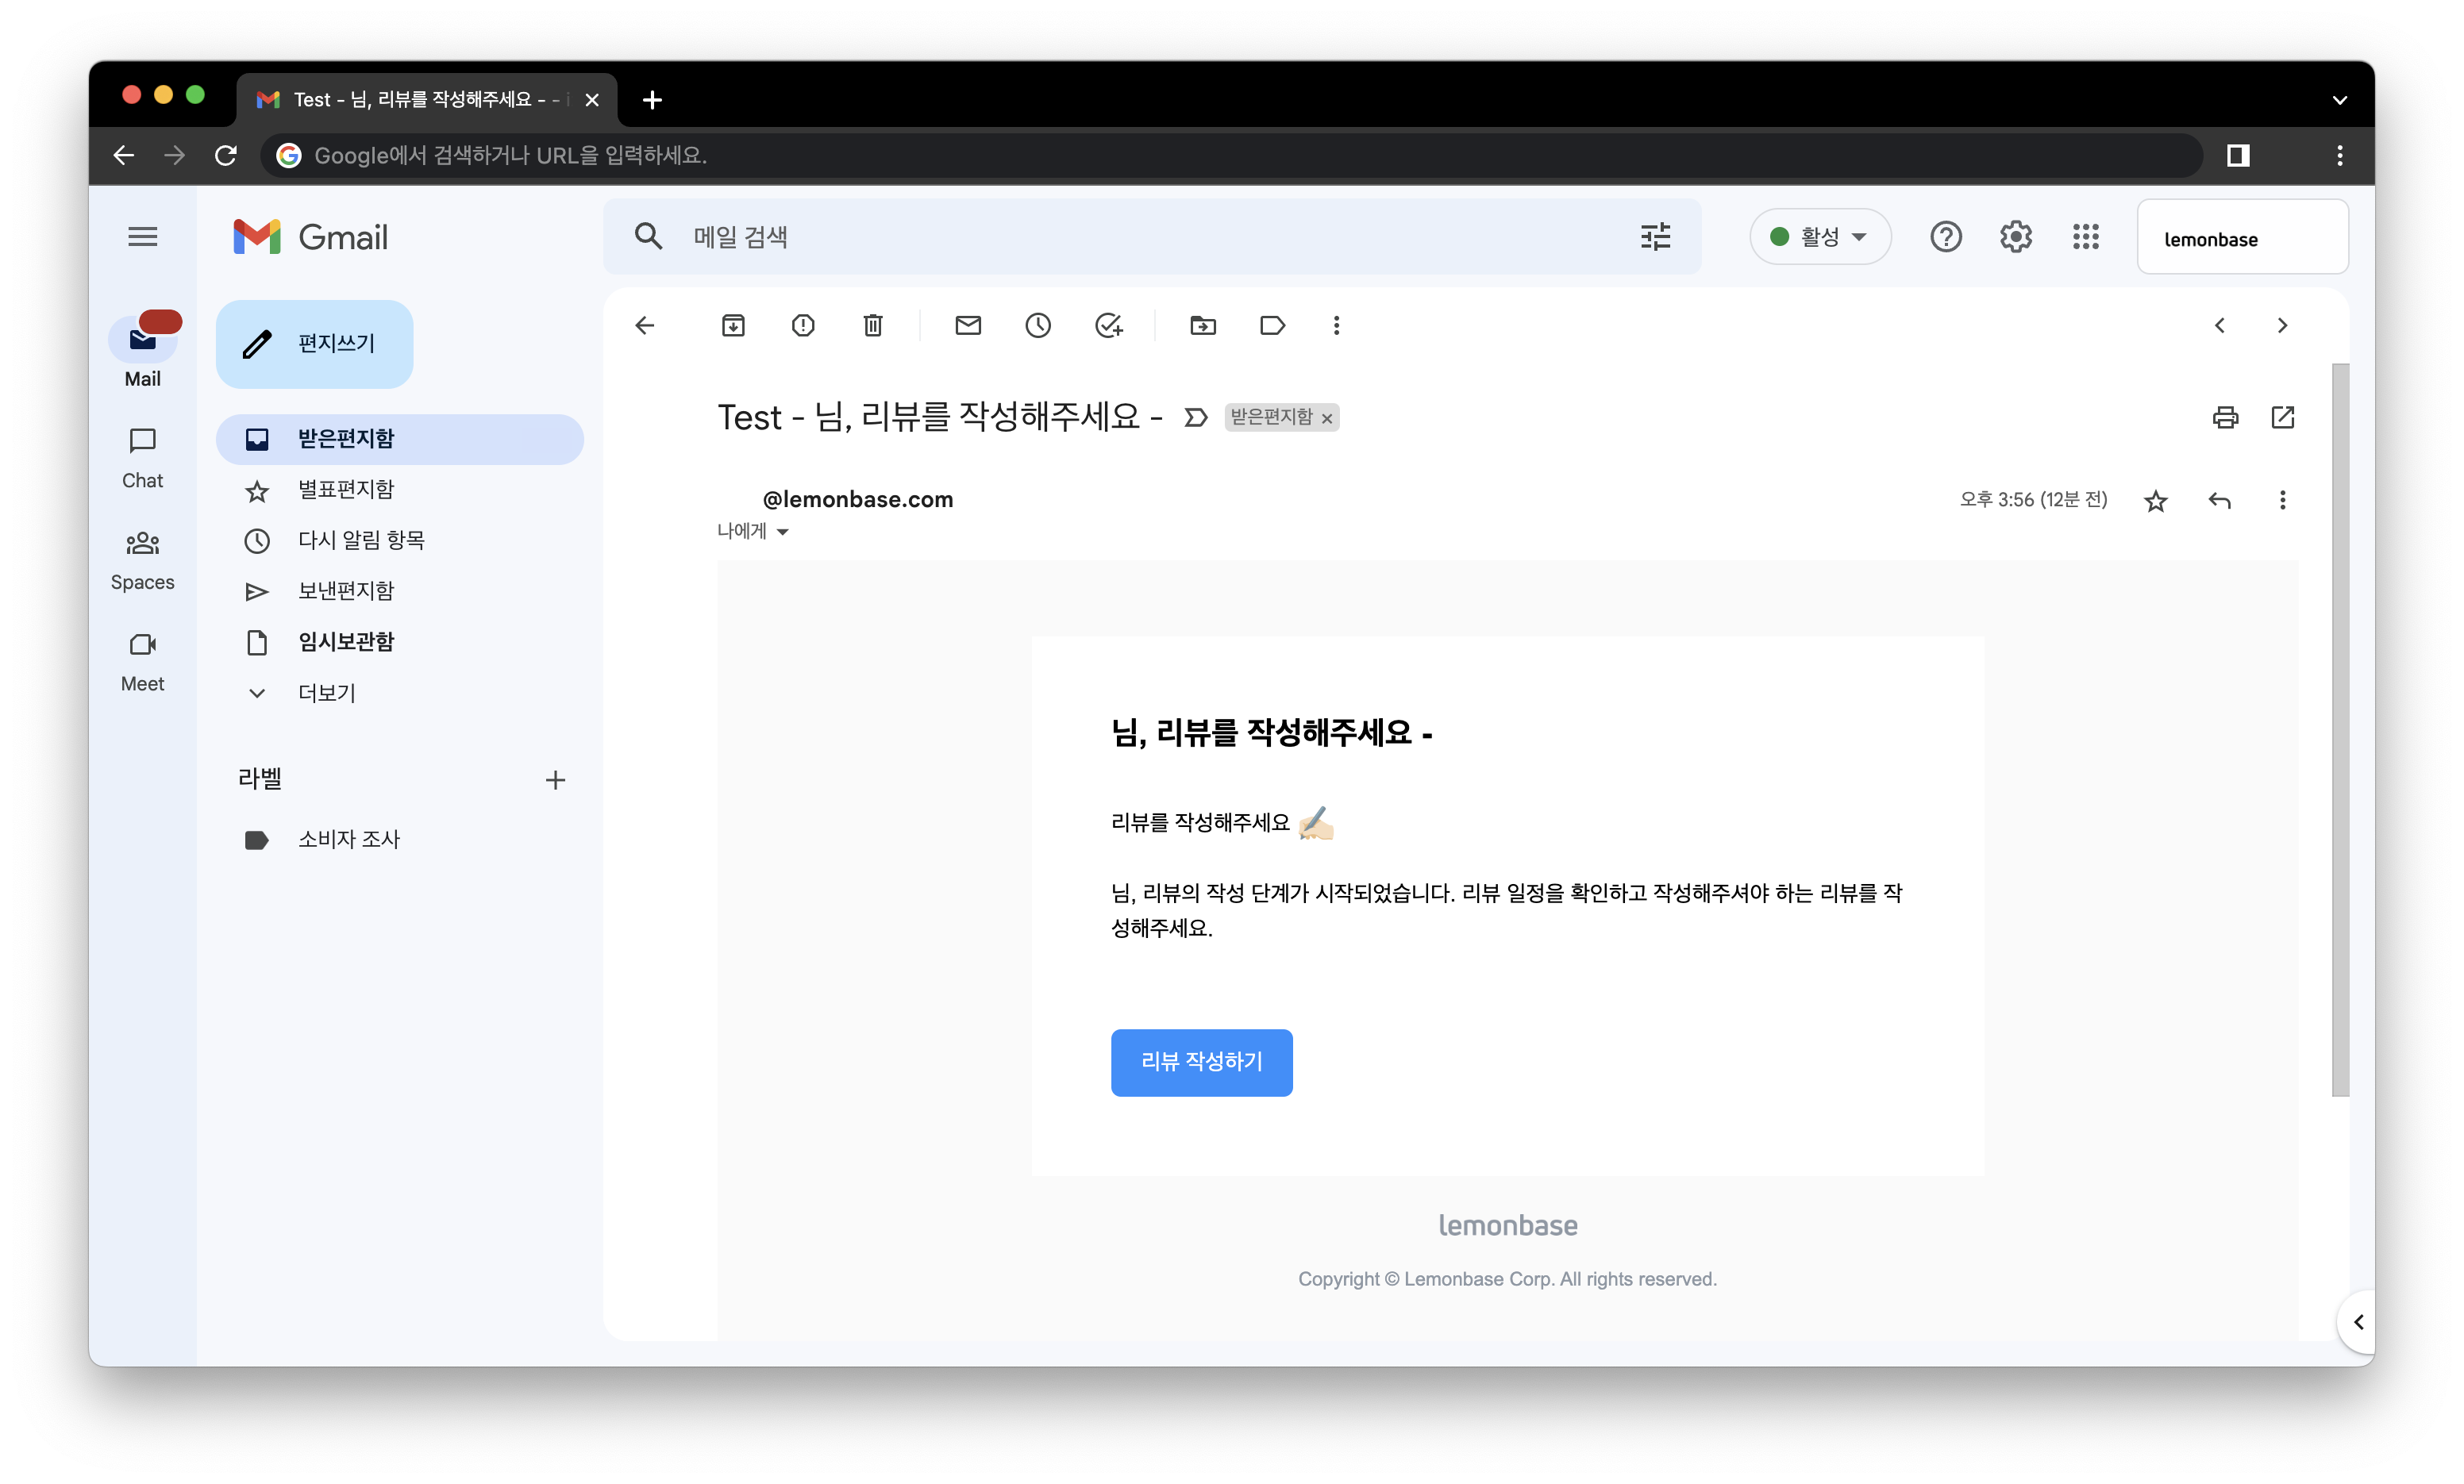 Test - 님, 리뷰를 작성해주세요 - -
Google에서 검색하거나 URL을 입력하세요.
Gmail
메일 검색
활성
lemonbase
Mail
Chat
Spaces
Meet
편지쓰기
받은편지함
별표편지함
다시 알림 항목
보낸편지함
임시보관함
더보기
라벨
소비자 조사
Test - 님, 리뷰를 작성해주세요 -
받은편지함 ×
@lemonbase.com
오후 3:56 (12분 전)
나에게
님, 리뷰를 작성해주세요 -
리뷰를 작성해주세요 ✍🏻
님, 리뷰의 작성 단계가 시작되었습니다. 리뷰 일정을 확인하고 작성해주셔야 하는 리뷰를 작
성해주세요.
리뷰 작성하기
lemonbase
Copyright © Lemonbase Corp. All rights reserved.